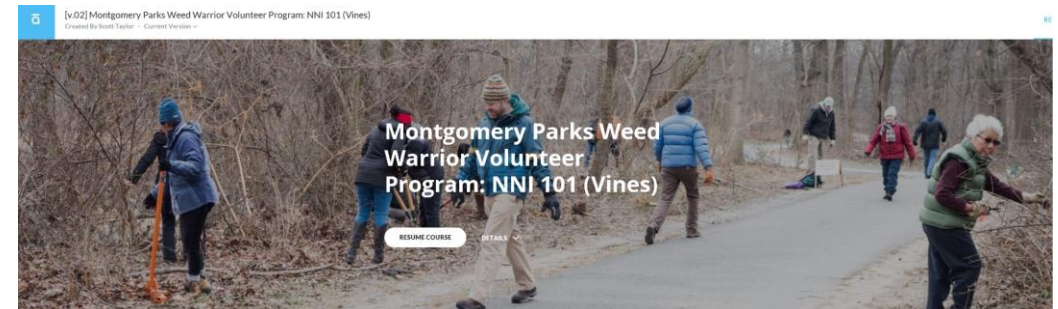 ā
[v.02] Montgomery Parks Weed Warrior Volunteer Program: NNI 101 (Vines)
Created By Scott Taylor - Current Version
RE
Montgomery Parks Weed
Warrior Volunteer
Program: NNI 101 (Vines)
RESUME COURSE DETAILS